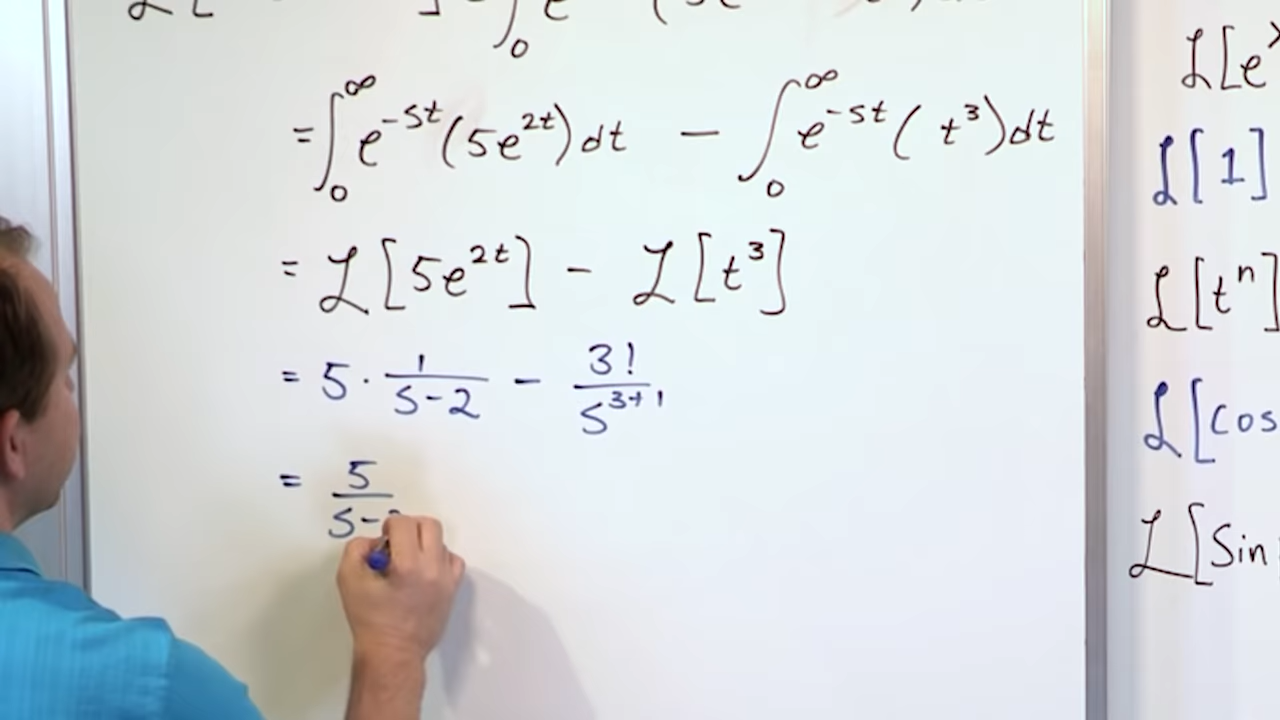 = ∫₀^∞ e^{-st}(5e^{2t})dt - ∫₀^∞ e^{-st}( t³)dt
= ℒ[5e^{2t}] - ℒ[t³]
= 5 · 1/(s-2) - 3!/s^{3+1}
= 5/(s-
ℒ[e
ℒ[1]
ℒ[tⁿ]
ℒ[cos
ℒ[sin